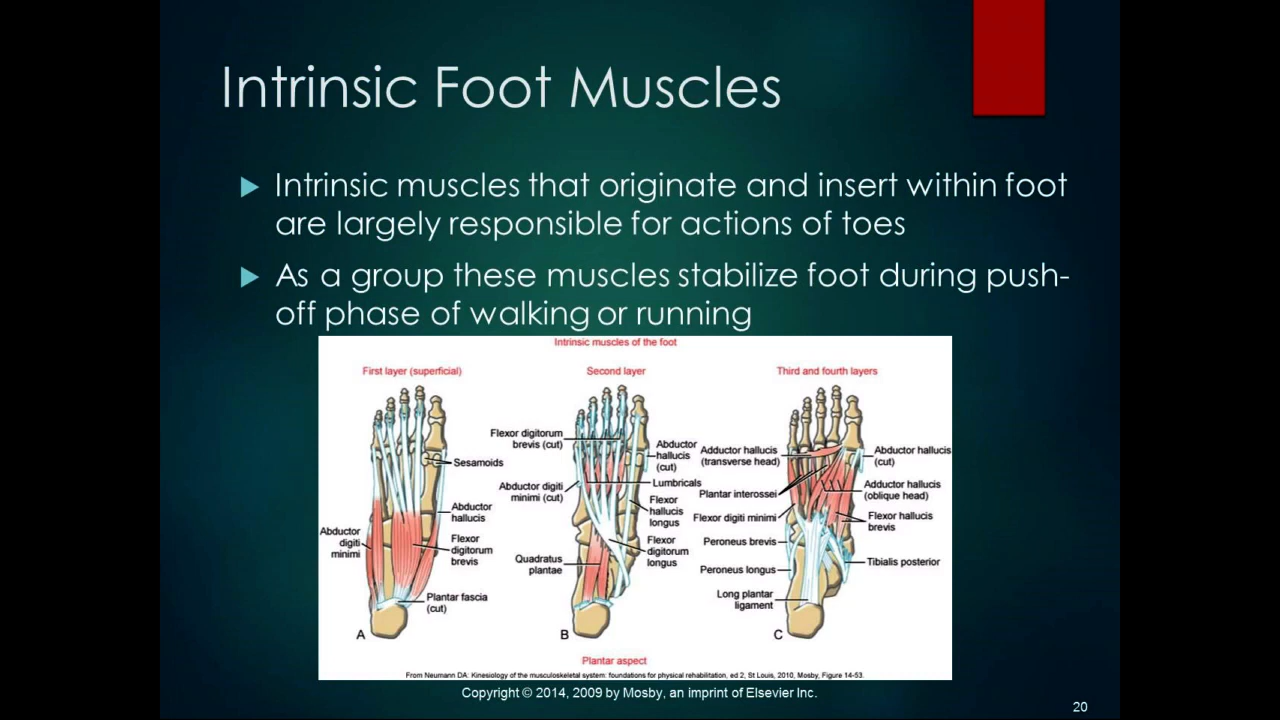 Intrinsic Foot Muscles
Intrinsic muscles that originate and insert within foot
are largely responsible for actions of toes
As a group these muscles stabilize foot during push-
off phase of walking or running
Intrinsic muscles of the foot
First layer (superficial)
Sesamoids
Abductor
hallucis
Abductor
digiti
minimi
Flexor
digitorum
brevis
Plantar fascia
(cut)
A
Second layer
Flexor digitorum
brevis (cut)
Abductor
hallucis
(cut)
Abductor digiti
minimi (cut)
Lumbricals
Flexor
hallucis
longus
Flexor
digitorum
longus
Quadratus
plantae
B
Third and fourth layers
Adductor hallucis
(transverse head)
Abductor hallucis
(cut)
Plantar interossei
Adductor hallucis
(oblique head)
Flexor digiti minimi
Flexor hallucis
brevis
Peroneus brevis
Peroneus longus
Tibialis posterior
Long plantar
ligament
C
Plantar aspect
From Neumann DA: Kinesiology of the musculoskeletal system: foundations for physical rehabilitation, ed 2, St Louis, 2010, Mosby, Figure 14-53.
Copyright © 2014, 2009 by Mosby, an imprint of Elsevier Inc.
20